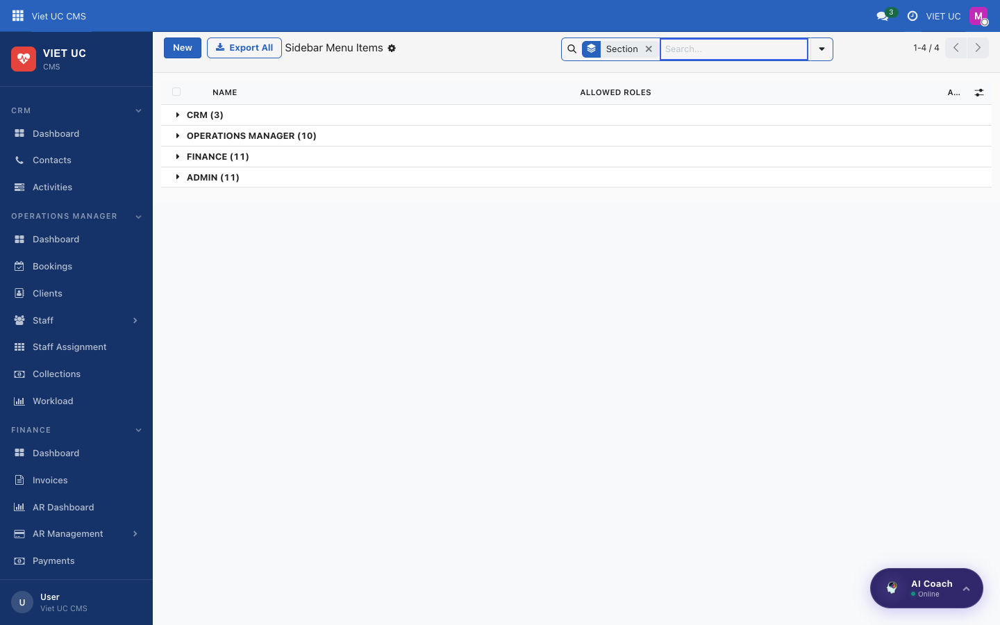 Viet UC CMS
3
VIET UC
M
VIET UC
CMS
CRM
Dashboard
Contacts
Activities
OPERATIONS MANAGER
Dashboard
Bookings
Clients
Staff
Staff Assignment
Collections
Workload
FINANCE
Dashboard
Invoices
AR Dashboard
AR Management
Payments
U
User
Viet UC CMS
New
Export All
Sidebar Menu Items
Section
Search...
1-4 / 4
NAME
ALLOWED ROLES
A...
CRM (3)
OPERATIONS MANAGER (10)
FINANCE (11)
ADMIN (11)
AI Coach
Online